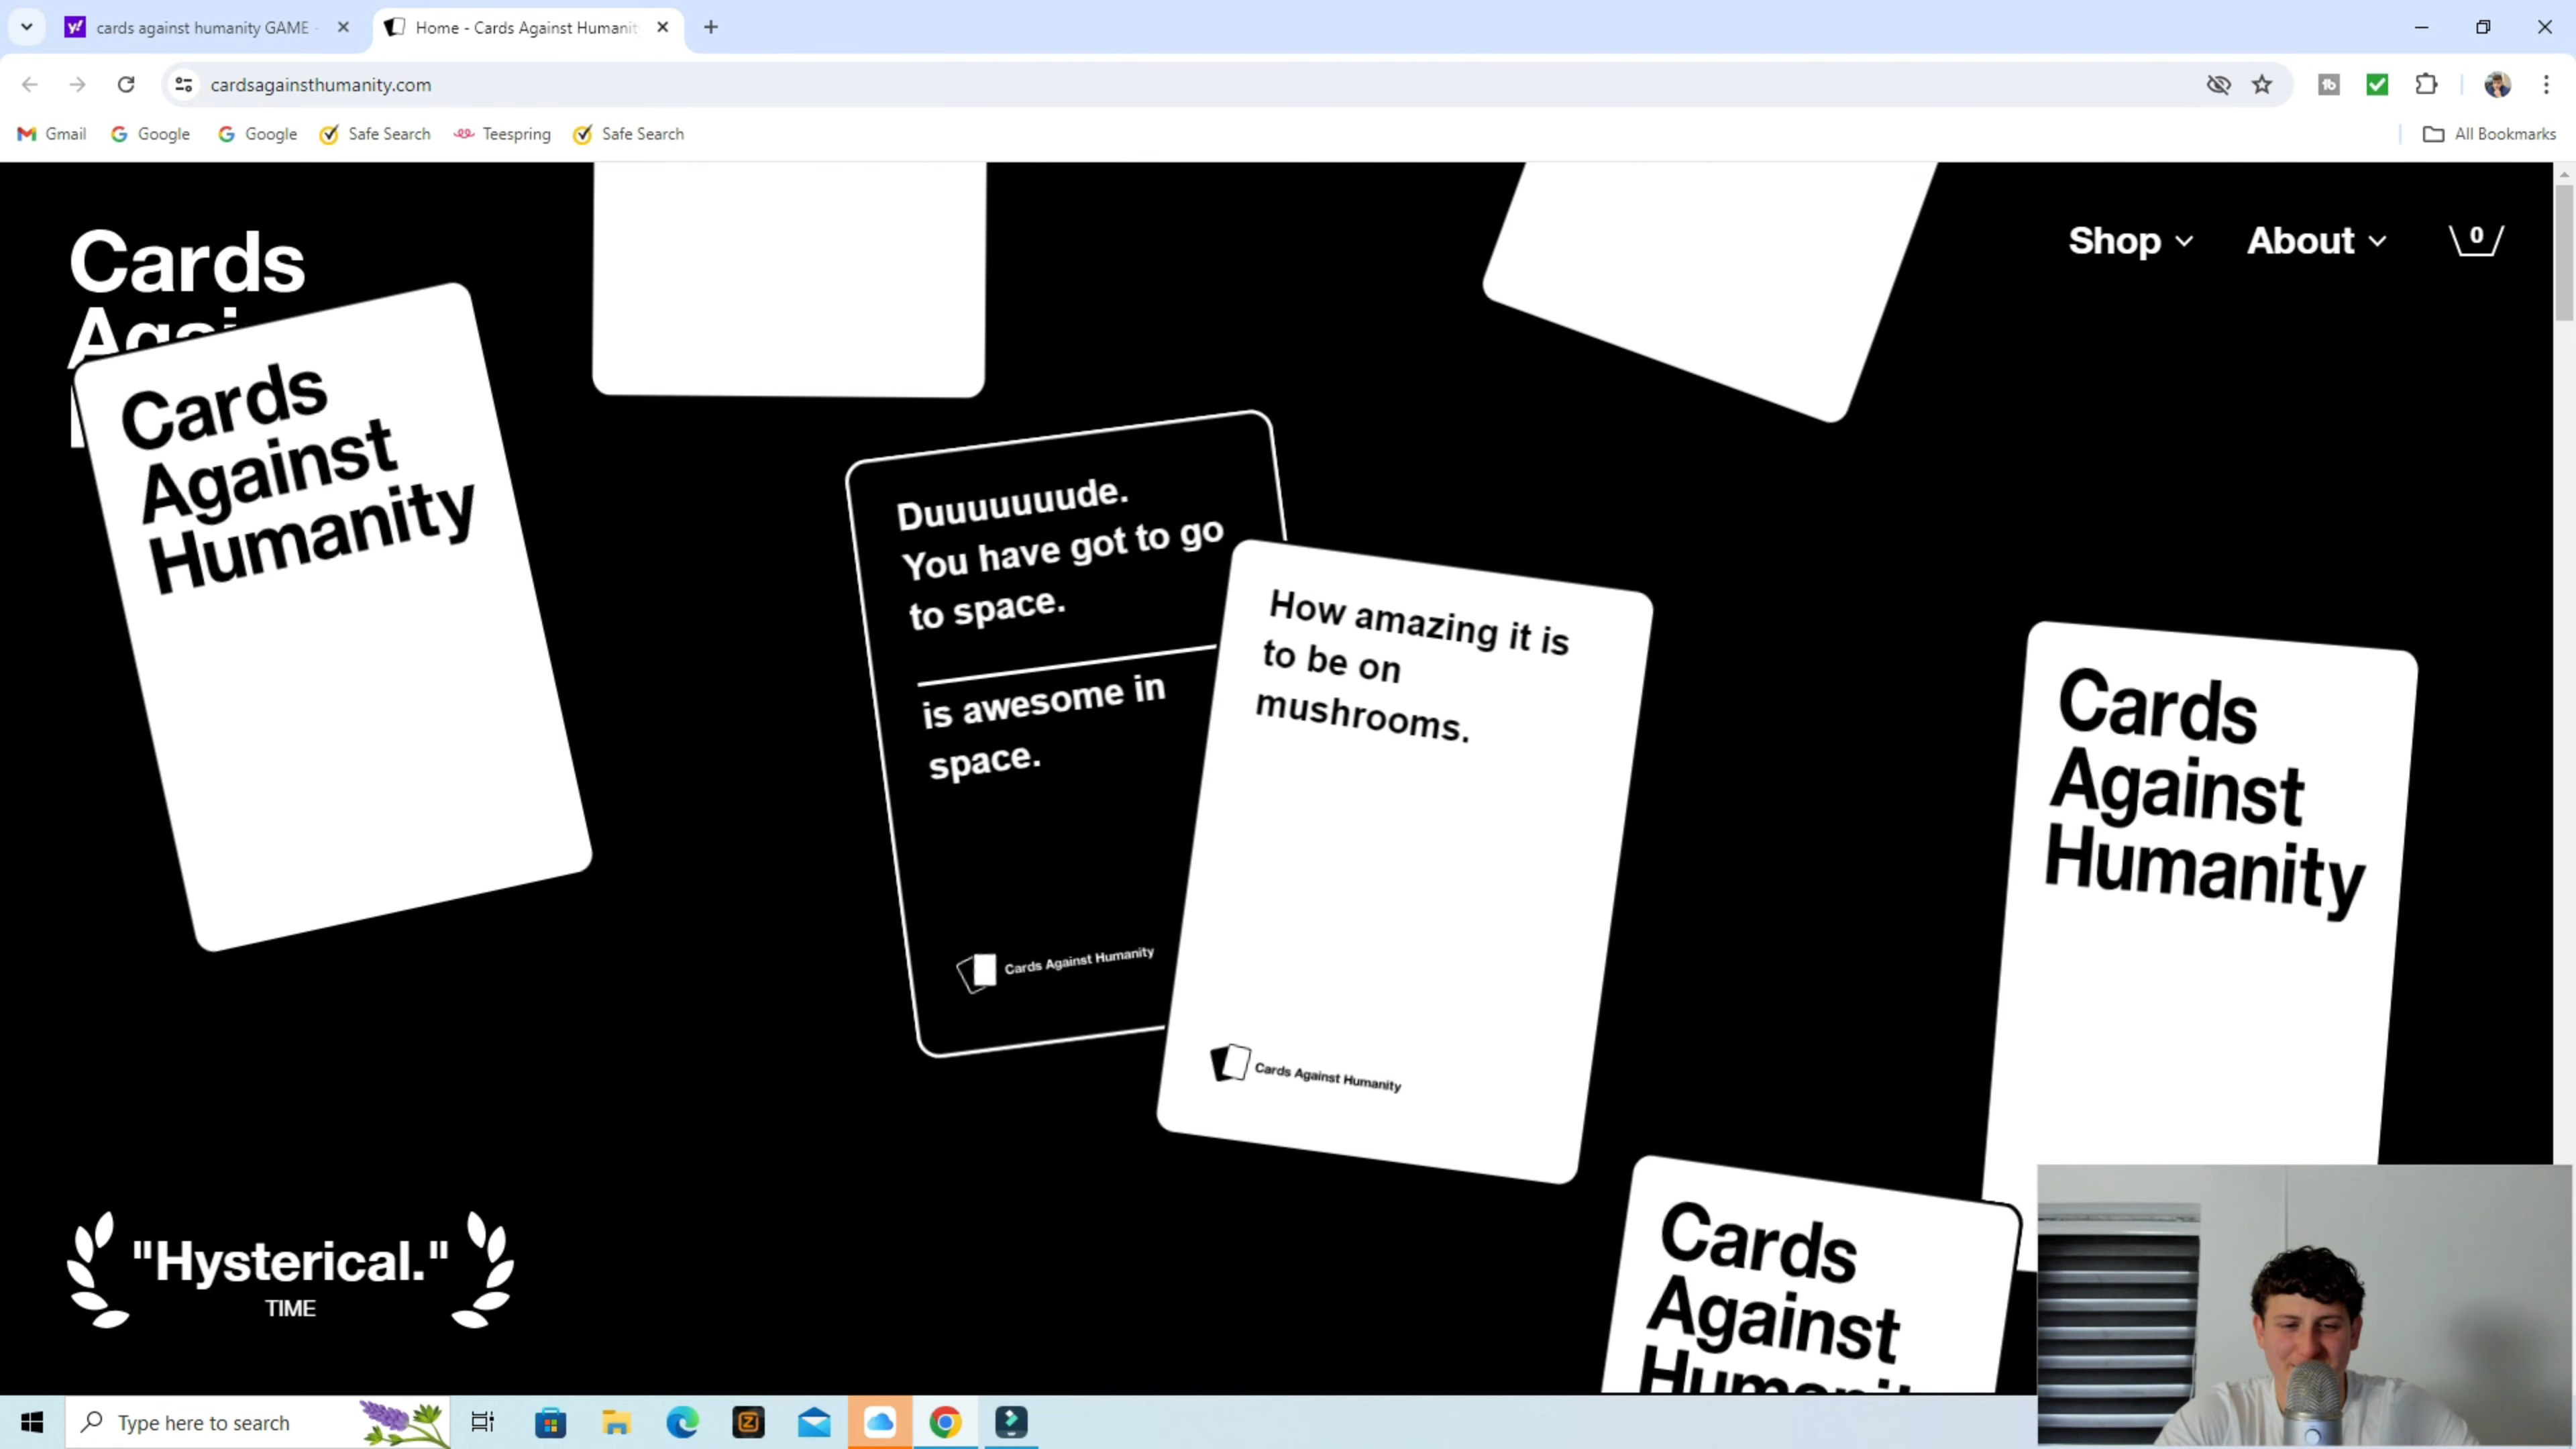 cards against humanity GAME -
Home - Cards Against Humanit
cardsagainsthumanity.com
Gmail
Google
Google
Safe Search
Teespring
Safe Search
All Bookmarks
Cards
Shop
About
0
Cards
Against
Humanity
Duuuuuuude.
You have got to go
to space.
is awesome in
space.
Cards Against Humanity
How amazing it is
to be on
mushrooms.
Cards Against Humanity
Cards
Against
Humanity
"Hysterical."
TIME
Cards
Against
Type here to search